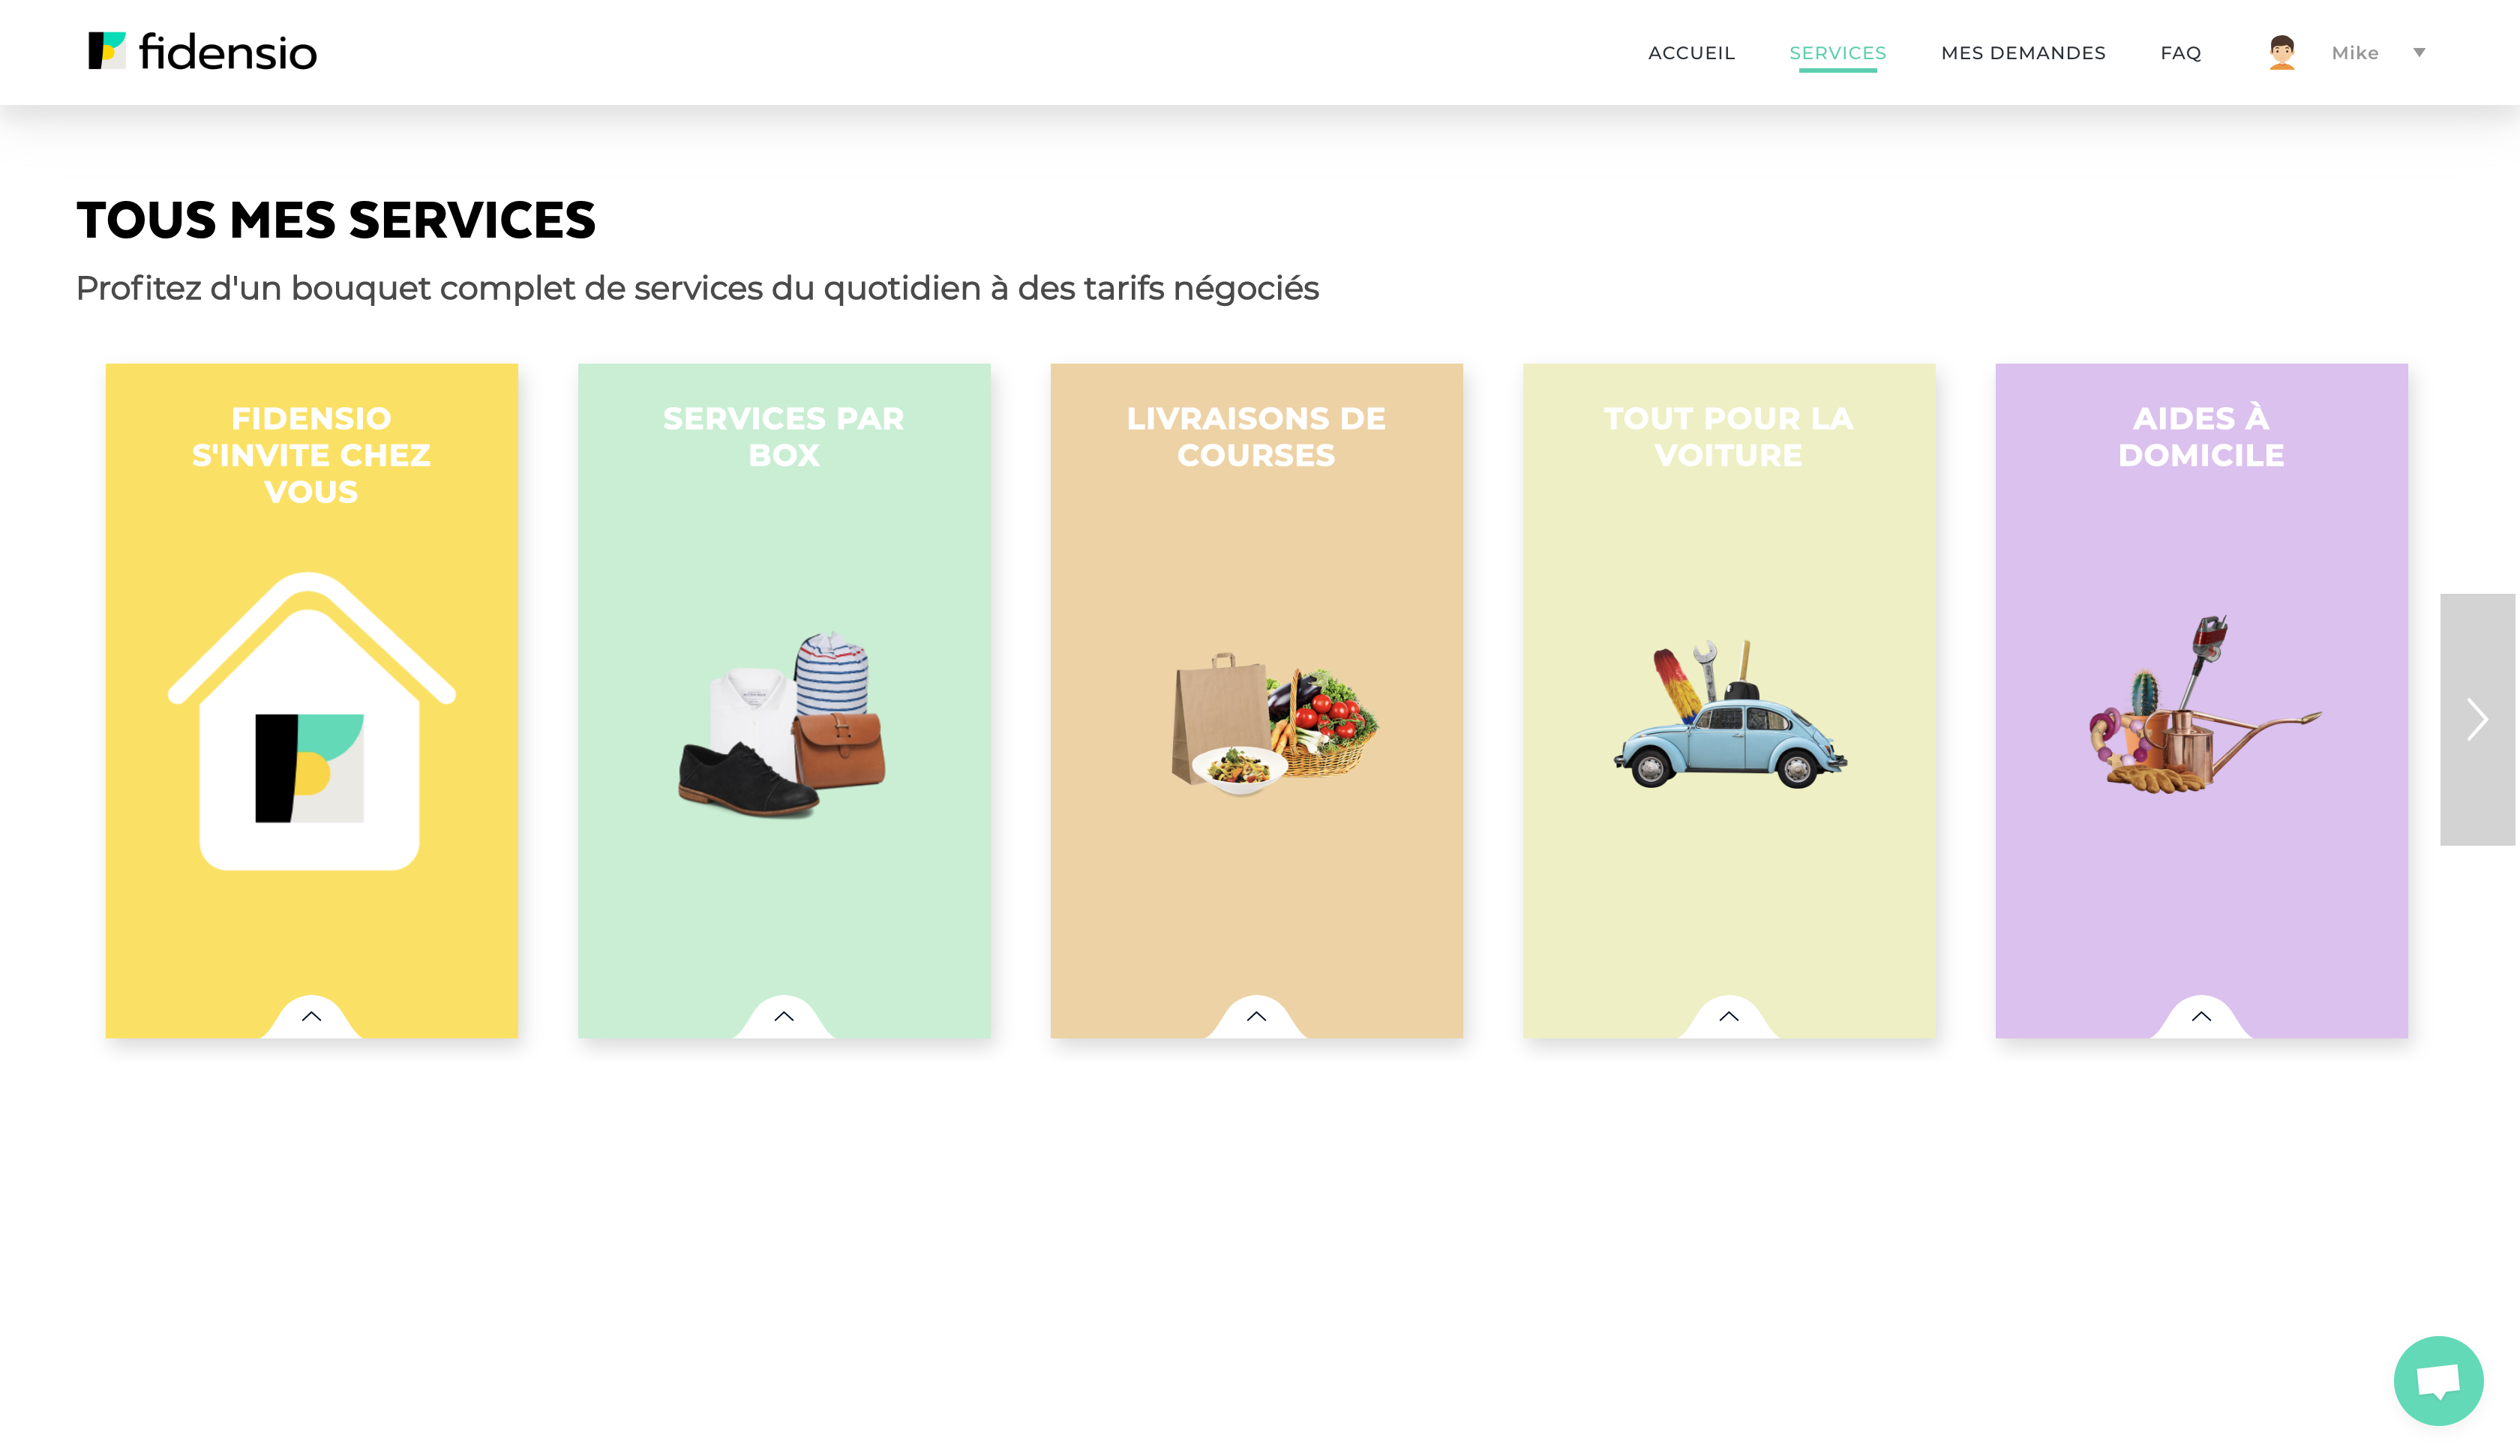 fidensio
ACCUEIL
SERVICES
MES DEMANDES
FAQ
Mike
TOUS MES SERVICES
Profitez d'un bouquet complet de services du quotidien à des tarifs négociés
FIDENSIO
S'INVITE CHEZ
VOUS
SERVICES PAR
BOX
LIVRAISONS DE
COURSES
TOUT POUR LA
VOITURE
AIDES À
DOMICILE